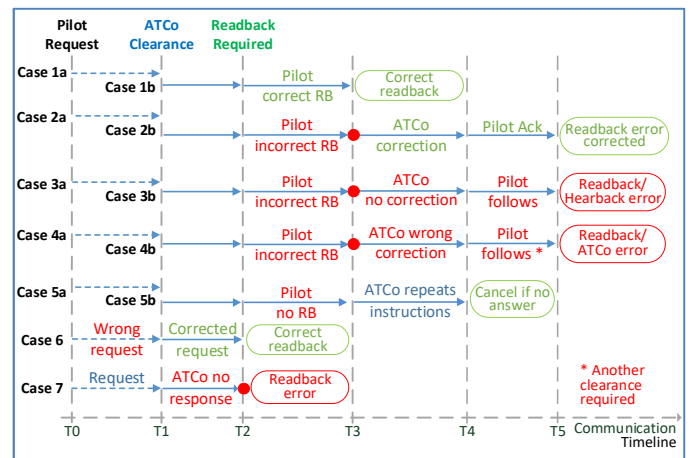 Pilot
Request
ATCo
Clearance
Readback
Required
Case 1a
Case 1b
Pilot
correct RB
Correct
readback
Case 2a
Case 2b
Pilot
incorrect RB
ATCo
correction
Pilot Ack
Readback error
corrected
Case 3a
Case 3b
Pilot
incorrect RB
ATCo
no correction
Pilot
follows
Readback/
Hearback error
Case 4a
Case 4b
Pilot
incorrect RB
ATCo wrong
correction
Pilot
follows *
Readback/
ATCo error
Case 5a
Case 5b
Pilot
no RB
ATCo repeats
instructions
Cancel if no
answer
Case 6
Wrong
request
Corrected
request
Correct
readback
Case 7
Request
ATCo no
response
Readback
error
* Another
clearance
required
T0
T1
T2
T3
T4
T5
Communication
Timeline